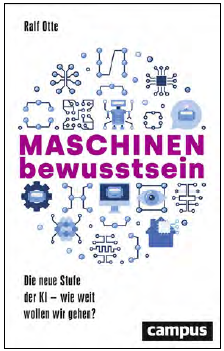 Ralf Otte
MASCHINEN
bewusstsein
Die neue Stufe
der KI – wie weit
wollen wir gehen?
campus